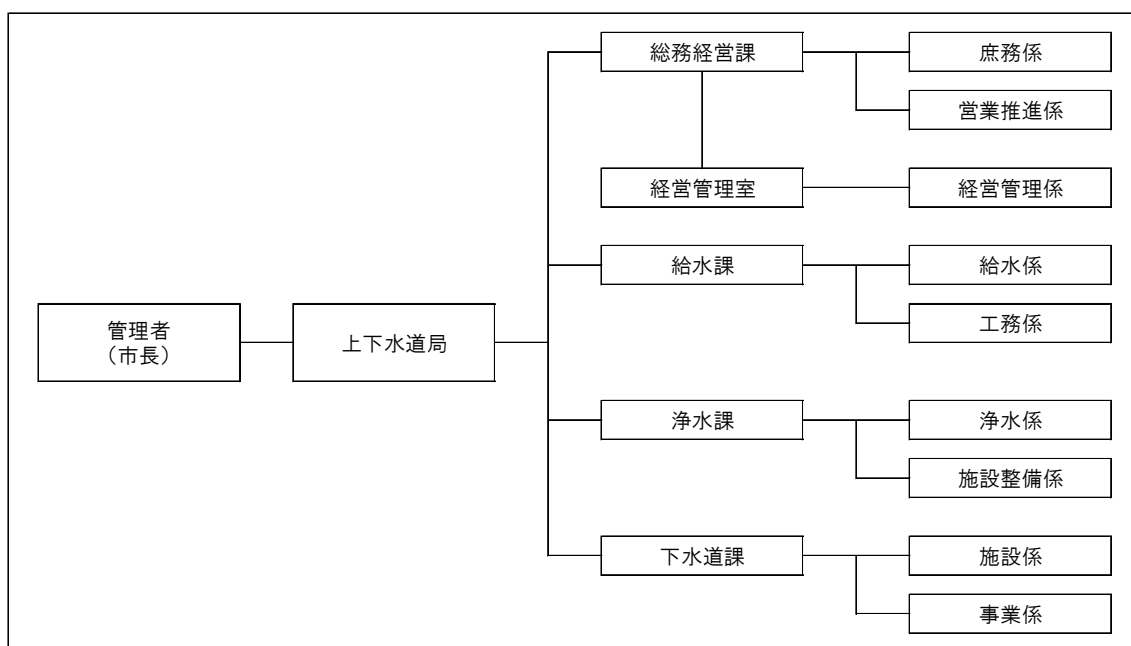 総務経営課
庶務係
営業推進係
経営管理室
経営管理係
給水課
給水係
工務係
管理者
（市長）
上下水道局
浄水課
浄水係
施設整備係
下水道課
施設係
事業係